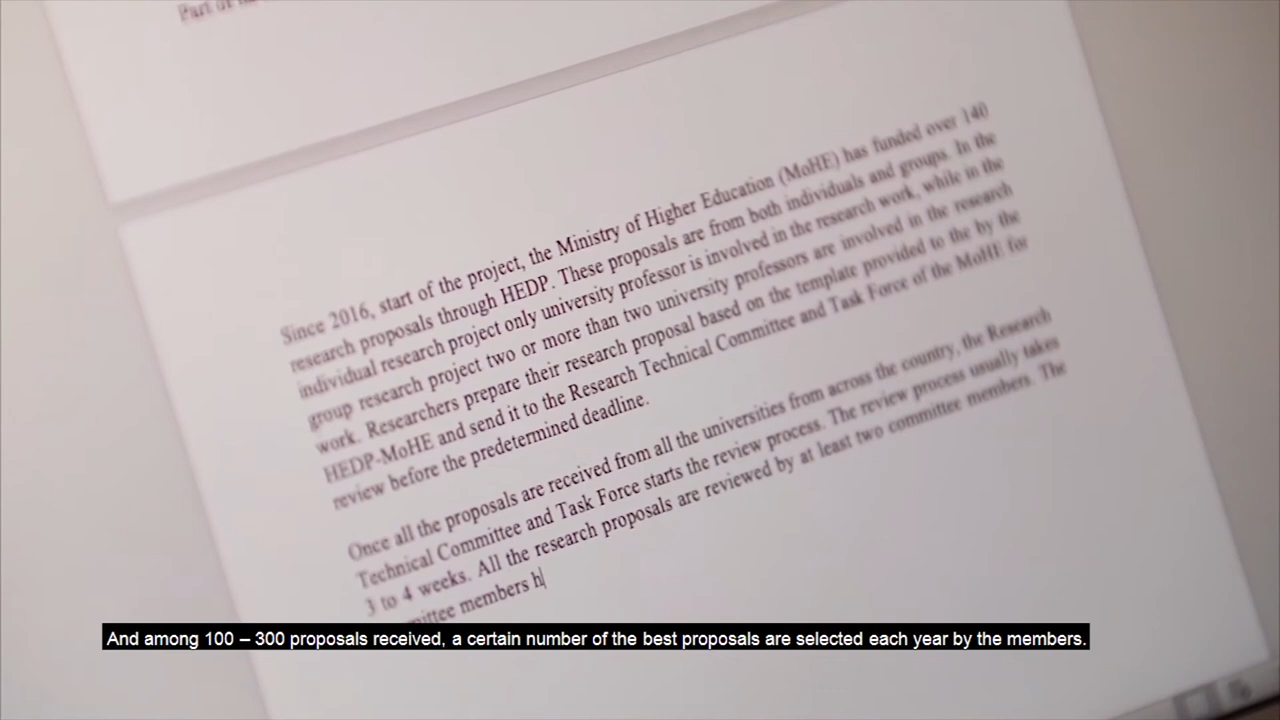 Part of
Since 2016, start of the project, the Ministry of Higher Education (MoHE) has funded over 140
research proposals through HEDP. These proposals are from both individuals and groups. In the
individual research project only university professor is involved in the research work, while in the
group research project two or more than two university professors are involved in the research
work. Researchers prepare their research proposal based on the template provided to the by the
HEDP-MoHE and send it to the Research Technical Committee and Task Force of the MoHE for
review before the predetermined deadline.
Once all the proposals are received from all the universities from across the country, the Research
Technical Committee and Task Force starts the review process. The review process usually takes
3 to 4 weeks. All the research proposals are reviewed by at least two committee members. The
mittee members h
And among 100 – 300 proposals received, a certain number of the best proposals are selected each year by the members.